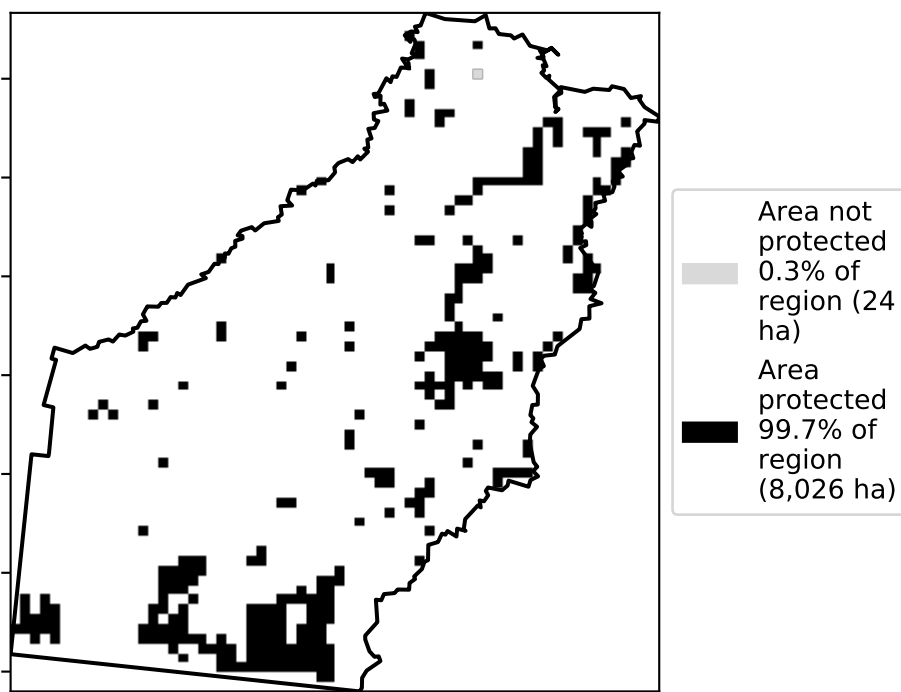 Area not
protected
0.3% of
region (24
ha)
Area
protected
99.7% of
region
(8,026 ha)